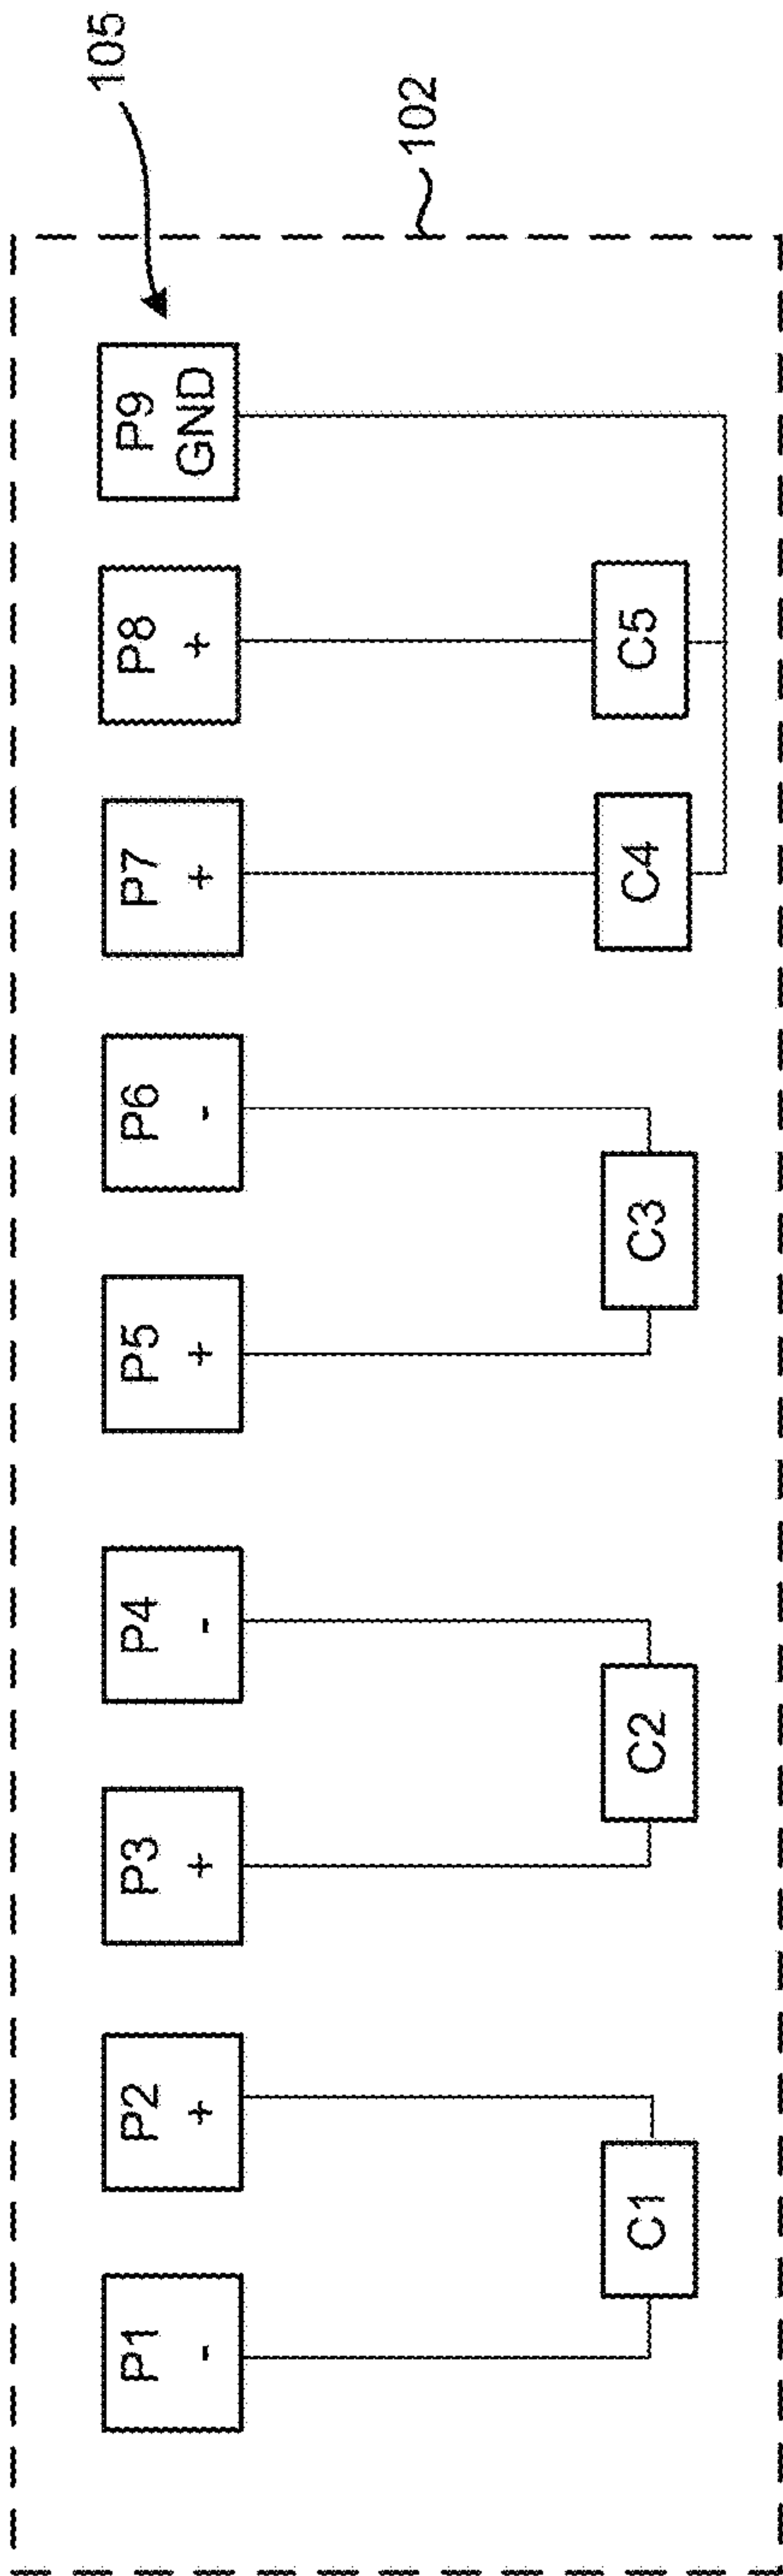 105
102
P1
-
P2
+
P3
+
P4
-
P5
+
P6
-
P7
+
P8
+
P9
GND
C1
C2
C3
C4
C5